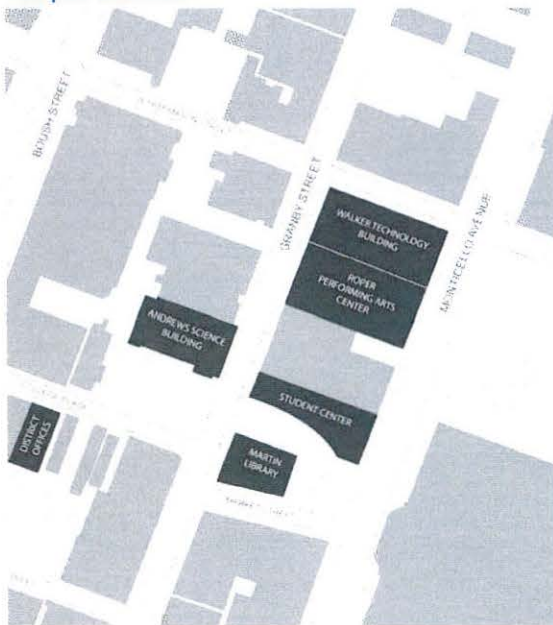 BOUSH STREET
GRANBY STREET
MONTICELLO AVENUE
WALKER TECHNOLOGY
BUILDING
ROPER
PERFORMING ARTS
CENTER
ANDREWS SCIENCE
BUILDING
STUDENT CENTER
DISTRICT
OFFICES
MARTIN
LIBRARY